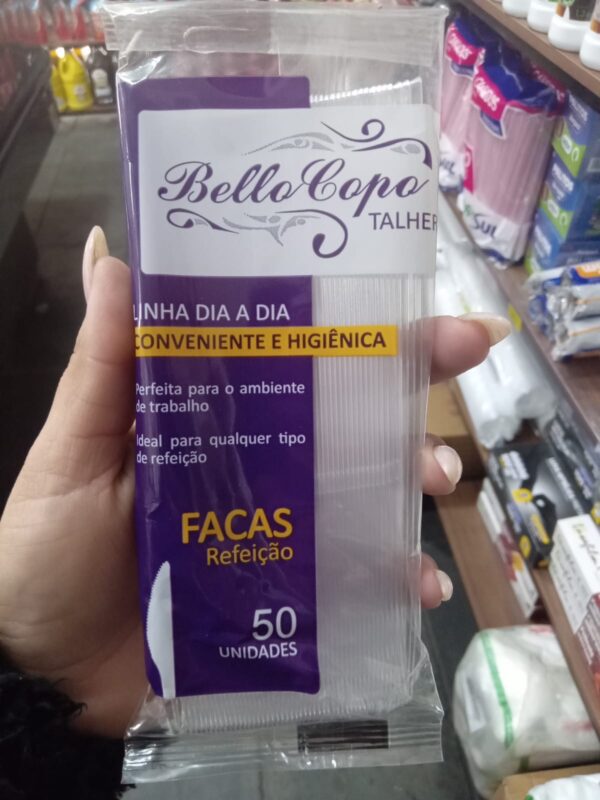 BelloCopo
TALHER
LINHA DIA A DIA
CONVENIENTE E HIGIÊNICA
Perfeita para o ambiente
de trabalho
Ideal para qualquer tipo
de refeição
FACAS
Refeição
50
UNIDADES